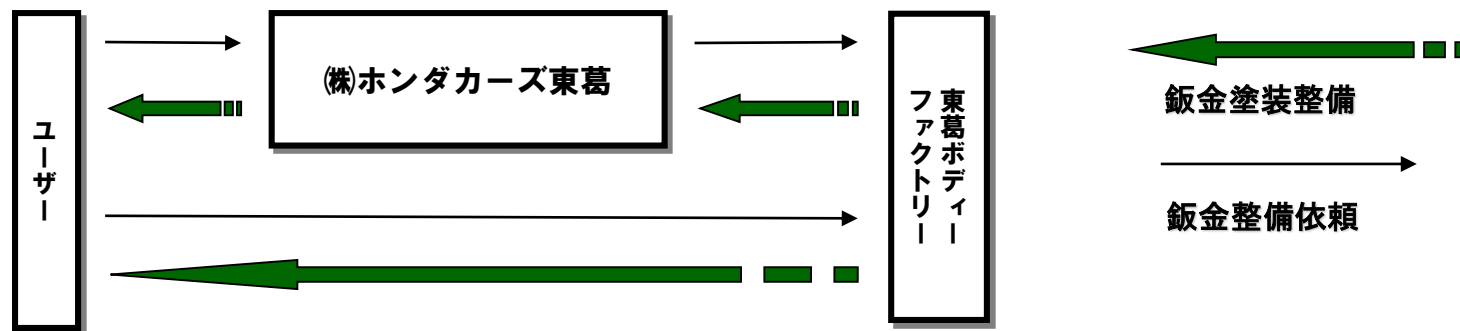 ユーザー
㈱ホンダカーズ東葛
東葛ボディー
ファクトリー
鈑金塗装整備
鈑金整備依頼